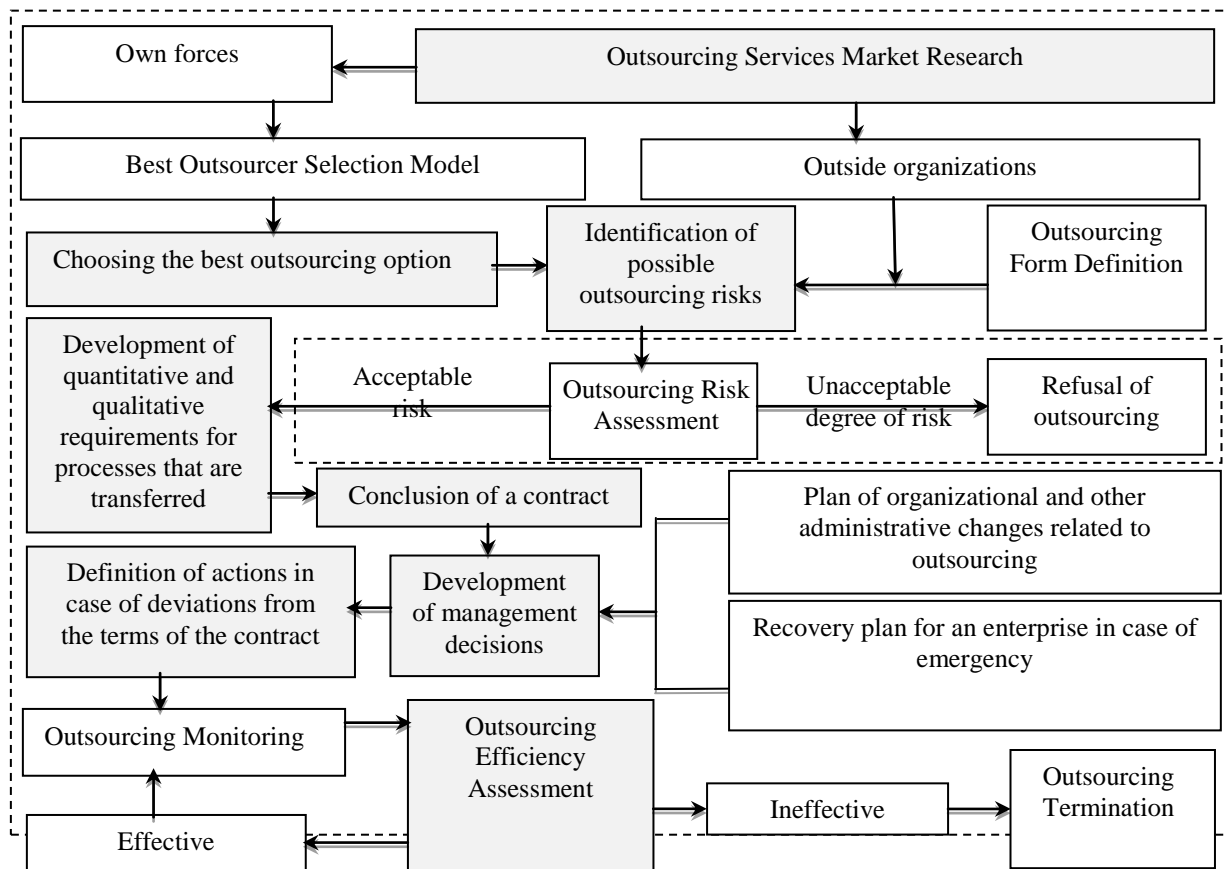 Own forces
Outsourcing Services Market Research
Best Outsourcer Selection Model
Outside organizations
Choosing the best outsourcing option
Identification of
possible
outsourcing risks
Outsourcing
Form Definition
Development of
quantitative and
qualitative
requirements for
processes that are
transferred
Acceptable
risk
Outsourcing Risk
Assessment
Unacceptable
degree of risk
Refusal of
outsourcing
Conclusion of a contract
Plan of organizational and other
administrative changes related to
outsourcing
Definition of actions in
case of deviations from
the terms of the contract
Development
of management
decisions
Recovery plan for an enterprise in case of
emergency
Outsourcing Monitoring
Outsourcing
Efficiency
Assessment
Ineffective
Outsourcing
Termination
Effective